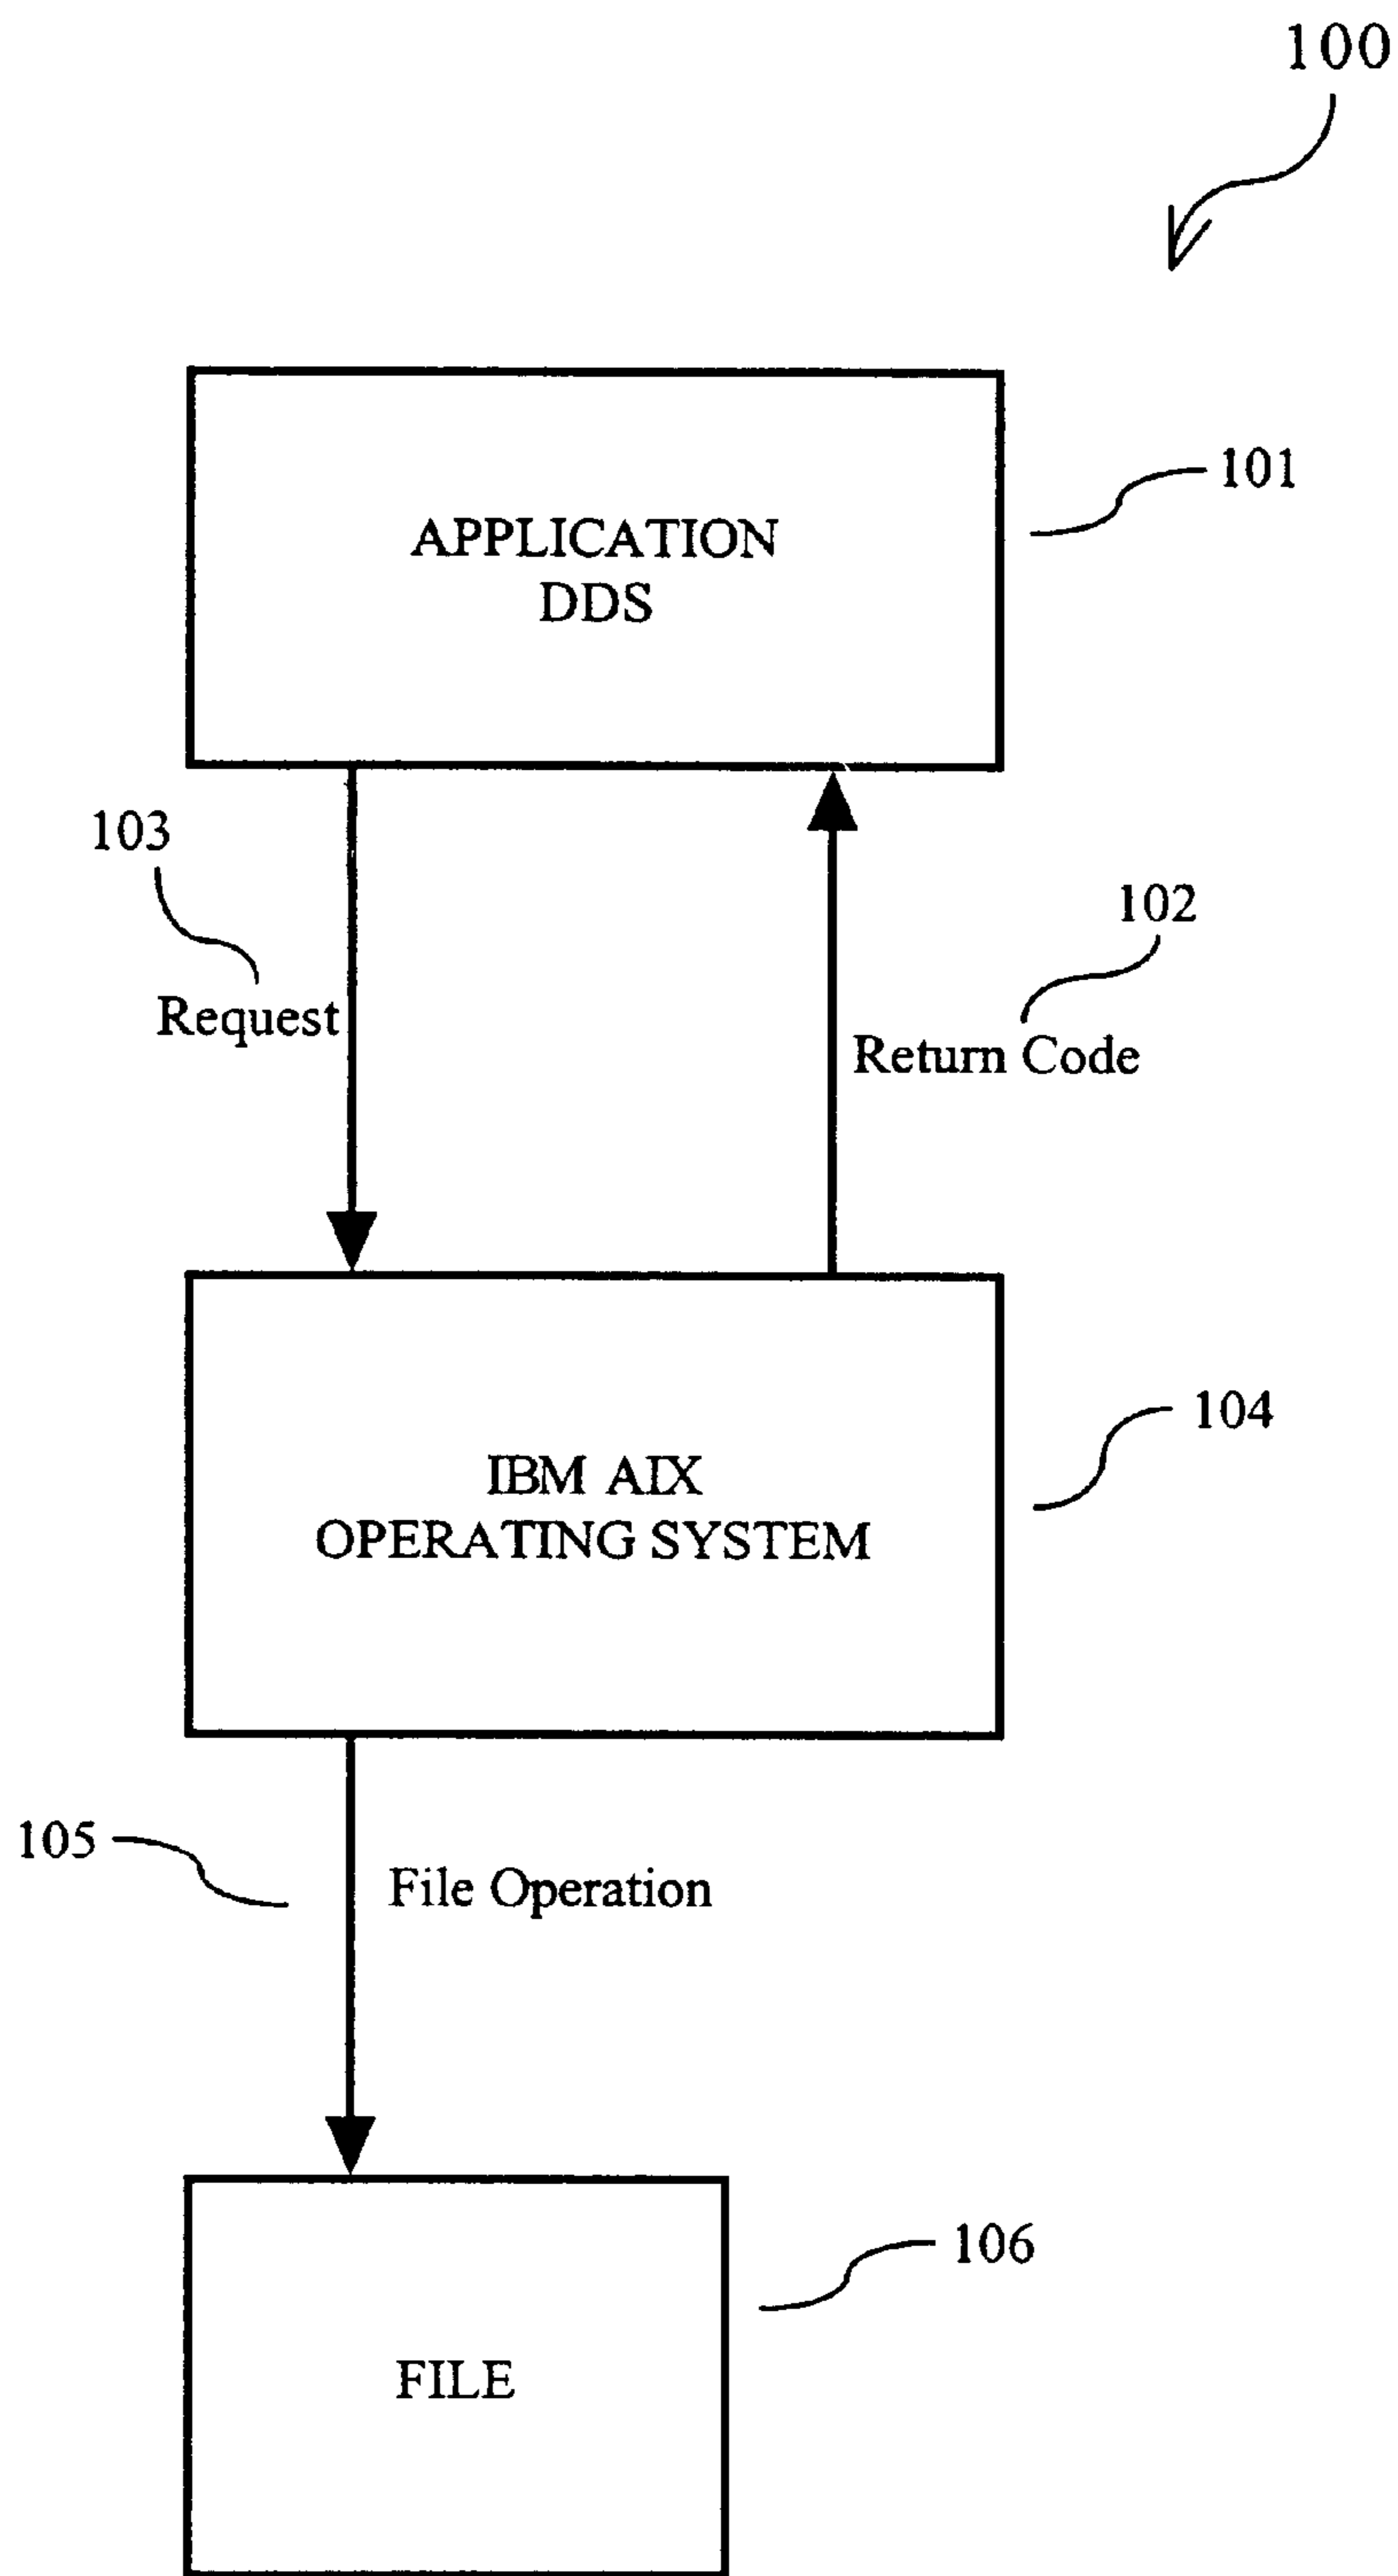 100
APPLICATION
DDS
101
103
Request
102
Return Code
IBM AIX
OPERATING SYSTEM
104
105
File Operation
106
FILE